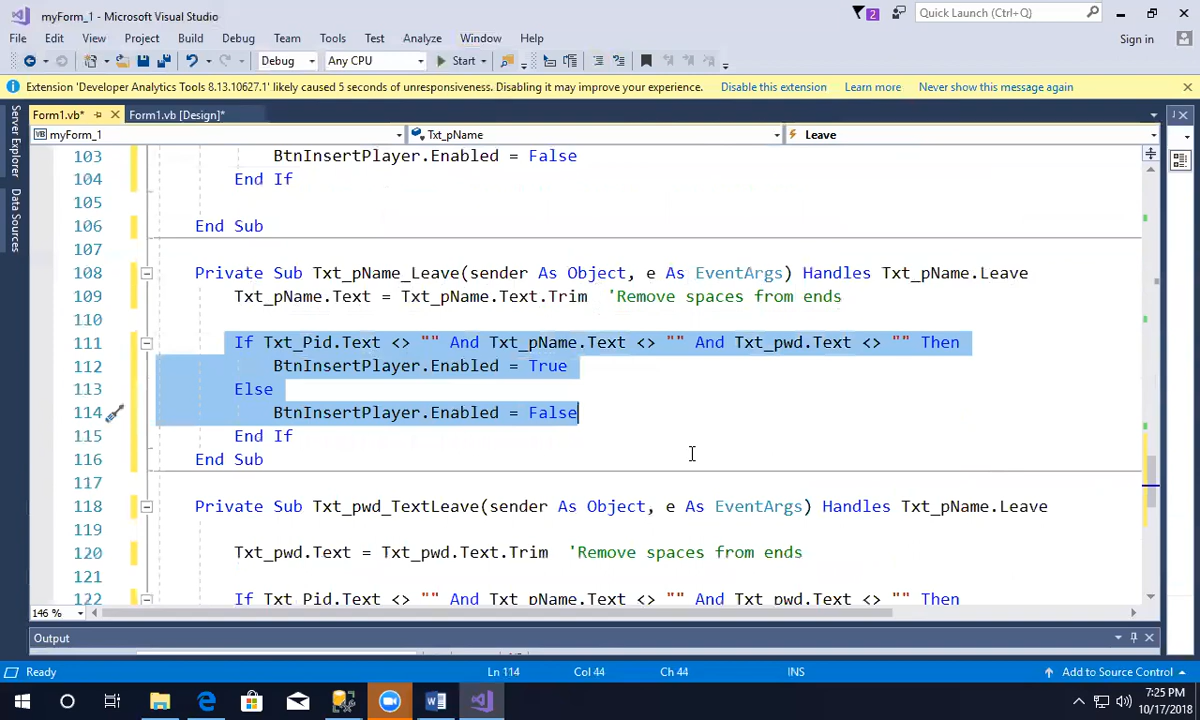 myForm_1 - Microsoft Visual Studio
2
Quick Launch (Ctrl+Q)
File Edit View Project Build Debug Team Tools Test Analyze Window Help
Sign in
Debug Any CPU Start
Extension 'Developer Analytics Tools 8.13.10627.1' likely caused 5 seconds of unresponsiveness. Disabling it may improve your experience. Disable this extension Learn more Never show this message again
Server Explorer
Data Sources
Form1.vb* Form1.vb [Design]*
VB myForm_1 Txt_pName Leave
103 BtnInsertPlayer.Enabled = False
104 End If
105
106 End Sub
107
108 Private Sub Txt_pName_Leave(sender As Object, e As EventArgs) Handles Txt_pName.Leave
109 Txt_pName.Text = Txt_pName.Text.Trim 'Remove spaces from ends
110
111 If Txt_Pid.Text <> "" And Txt_pName.Text <> "" And Txt_pwd.Text <> "" Then
112 BtnInsertPlayer.Enabled = True
113 Else
114 BtnInsertPlayer.Enabled = False
115 End If
116 End Sub
117
118 Private Sub Txt_pwd_TextLeave(sender As Object, e As EventArgs) Handles Txt_pName.Leave
119
120 Txt_pwd.Text = Txt_pwd.Text.Trim 'Remove spaces from ends
121
122 If Txt_Pid.Text <> "" And Txt_pName.Text <> "" And Txt_pwd.Text <> "" Then
146 %
Output
Ready Ln 114 Col 44 Ch 44 INS Add to Source Control
7:25 PM
10/17/2018